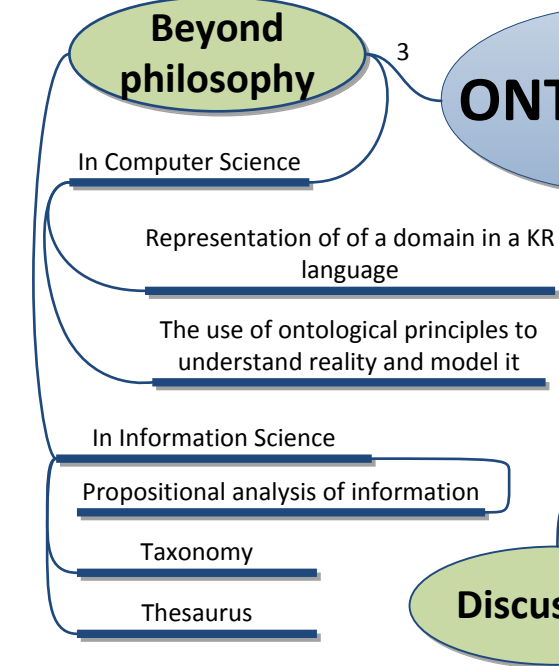 Beyond
philosophy
3
ONT
In Computer Science
Representation of of a domain in a KR
language
The use of ontological principles to
understand reality and model it
In Information Science
Propositional analysis of information
Taxonomy
Thesaurus
Discus